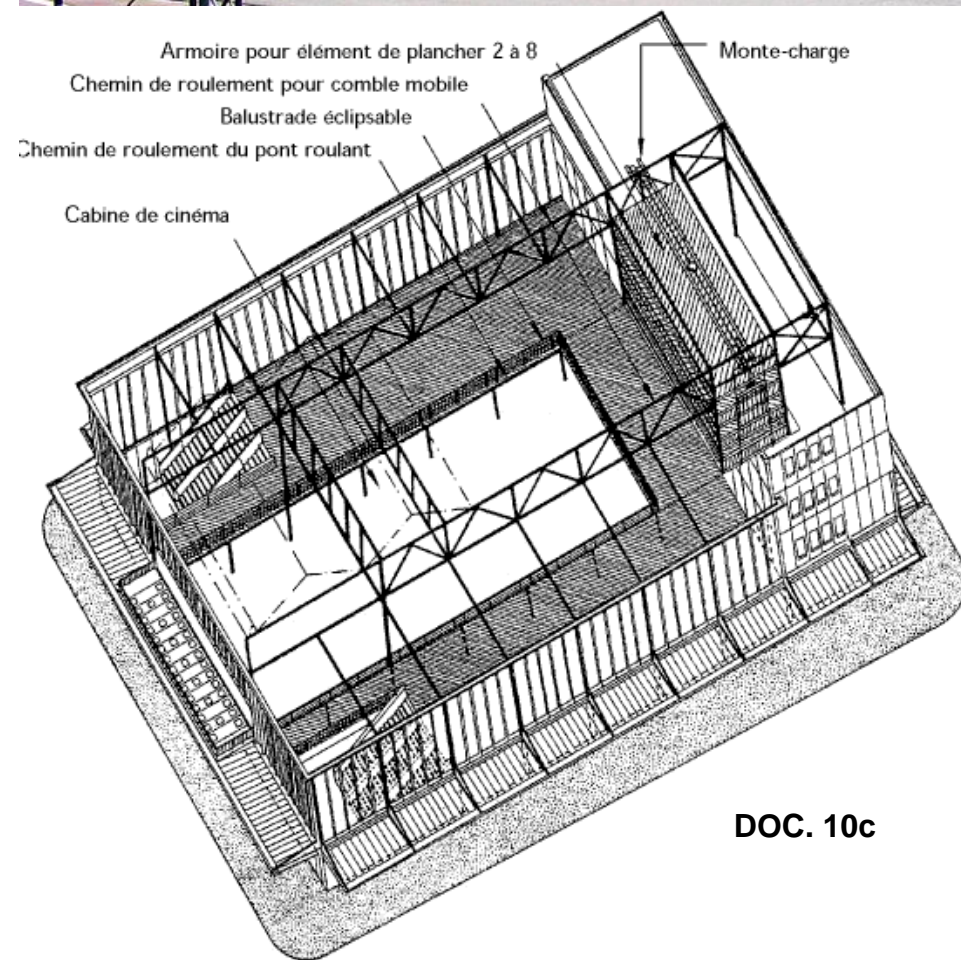 Armoire pour élément de plancher 2 à 8
Monte-charge
Chemin de roulement pour comble mobile
Balustrade éclipsable
Chemin de roulement du pont roulant
Cabine de cinéma
DOC. 10c